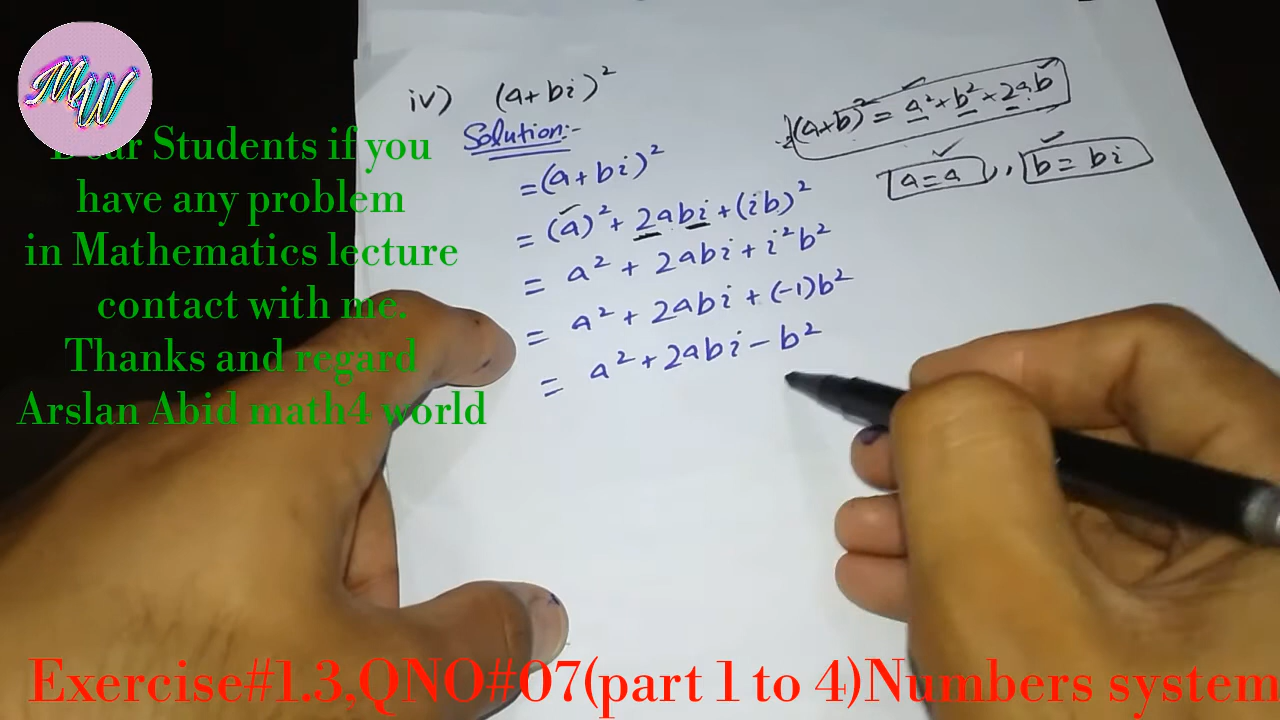 MW
Dear Students if you
have any problem
in Mathematics lecture
contact with me.
Thanks and regard
Arslan Abid math4 world
iv) (a+bi)²
Solution:-
=(a+bi)²
= (a)² + 2abi + (ib)²
= a² + 2abi + i²b²
= a² + 2abi + (-1)b²
= a² + 2abi - b²
(a+b)² = a²+b²+2ab
a=a , b=bi
Exercise#1.3,QNO#07(part 1 to 4)Numbers system